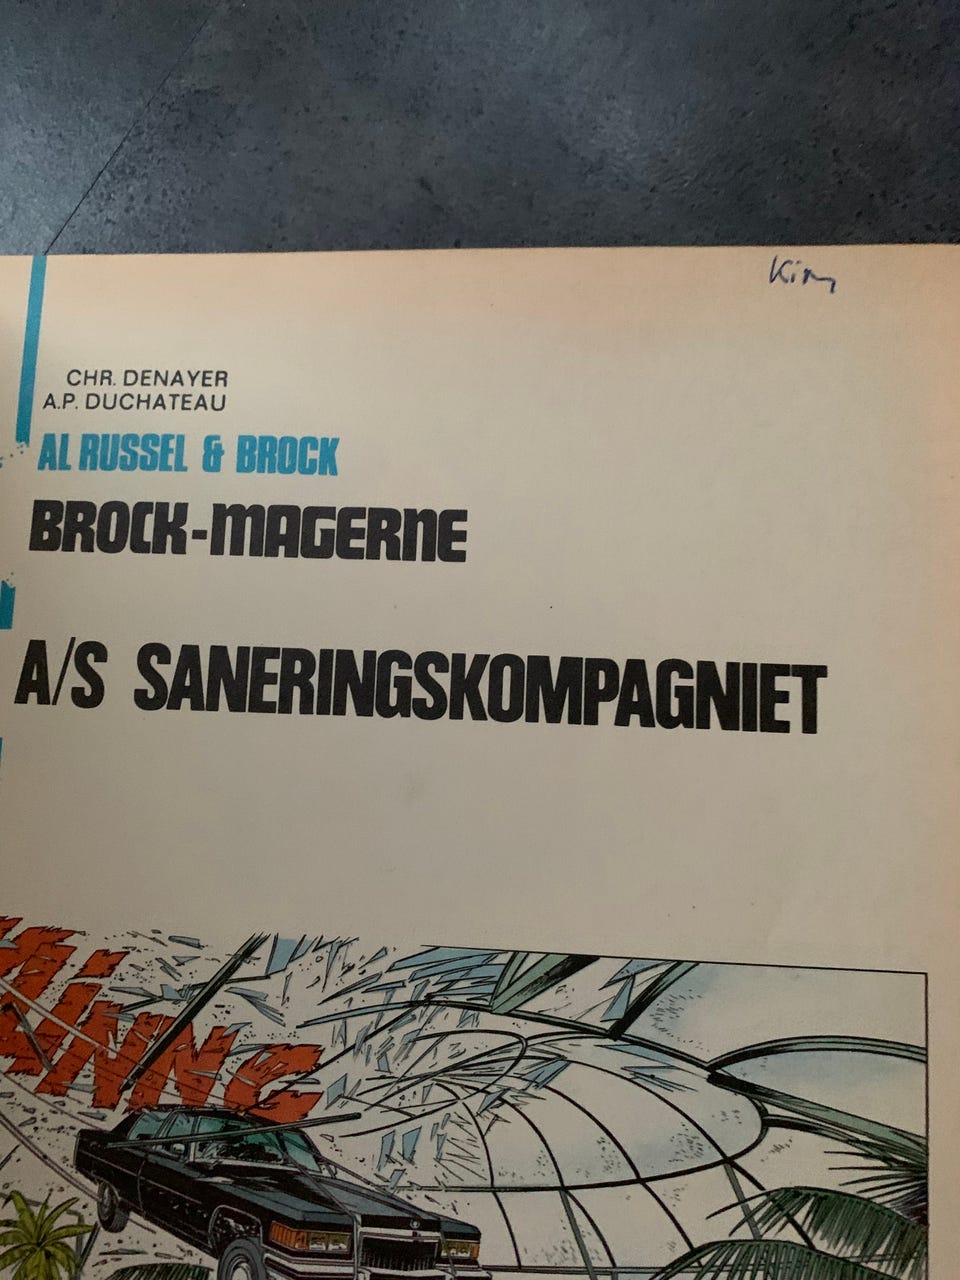 Kim
CHR. DENAYER
A.P. DUCHATEAU
AL RUSSEL & BROCK
BROCK-MAGERNE
A/S SANERINGSKOMPAGNIET